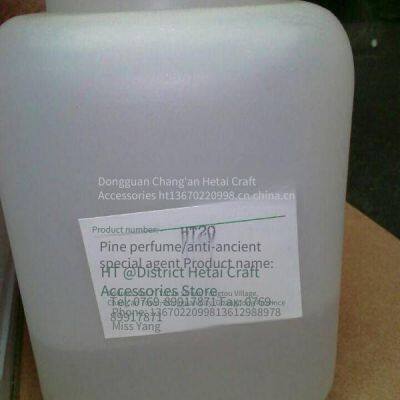 Dongguan Chang'an Hetai Craft
Accessories ht13670220998.cn.china.cn
Product number:
HT20
Pine perfume/anti-ancient
special agent Product name:
HT @District Hetai Craft
Accessories Store
Tel: 0769-89917871 Fax: 0769-
Phone: 13670220998 13612988978
89917871
Miss Yang